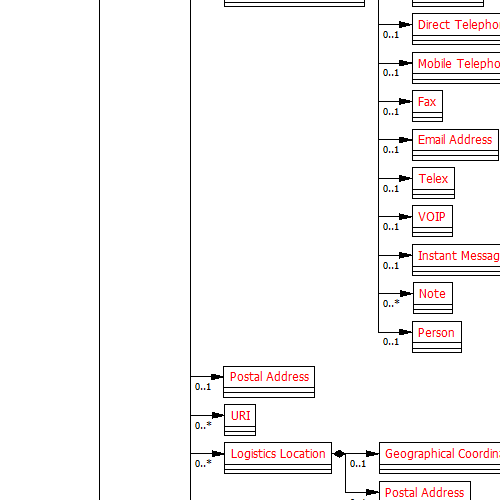 Direct Telepho
0..1
Mobile Telepho
0..1
Fax
0..1
Email Address
0..1
Telex
0..1
VOIP
0..1
Instant Messag
0..1
Note
0..*
Person
0..1
Postal Address
0..1
URI
0..*
Logistics Location
0..*
Geographical Coordin
0..1
Postal Address